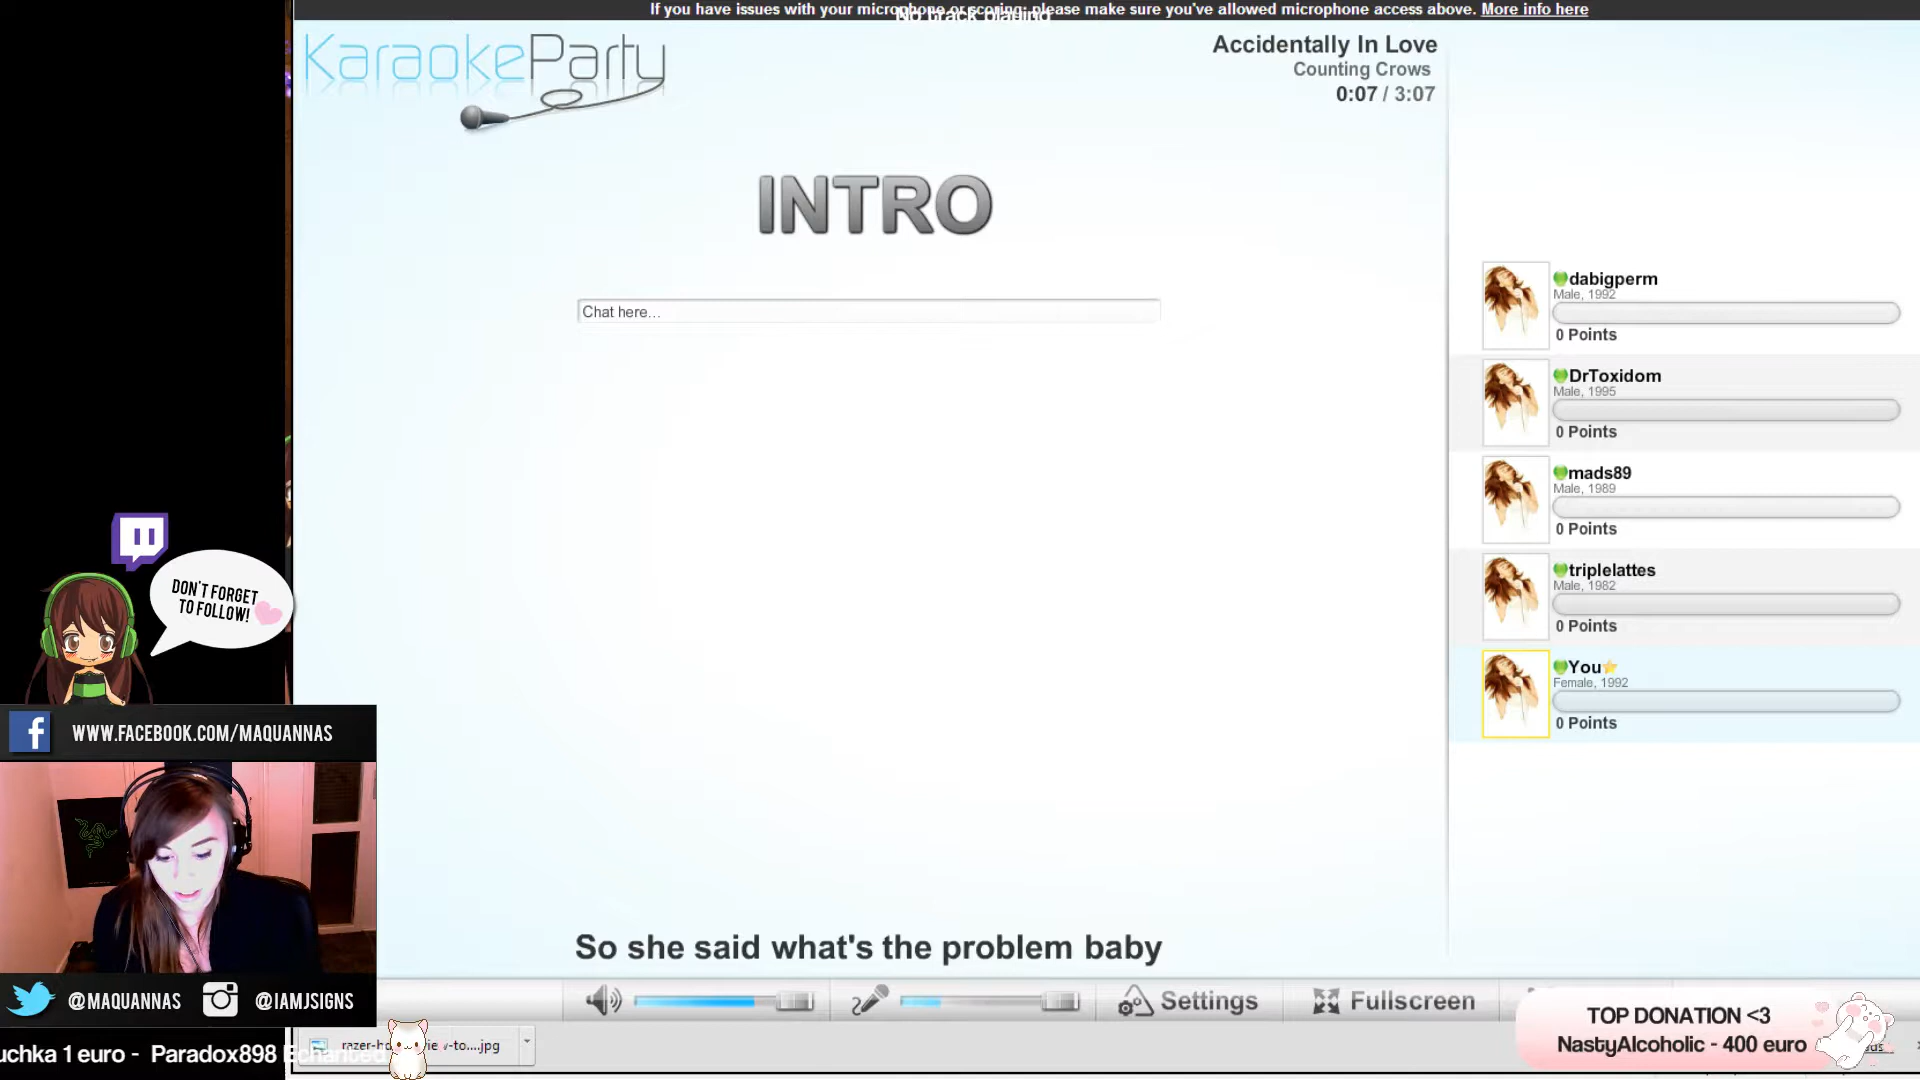 If you have issues with your microphone or scoring; please make sure you've allowed microphone access above. More info here
No track playing
KaraokeParty
Accidentally In Love
Counting Crows
0:07 / 3:07
INTRO
Chat here...
dabigperm
Male, 1992
0 Points
DrToxidom
Male, 1995
0 Points
mads89
Male, 1989
0 Points
triplelattes
Male, 1982
0 Points
You
Female, 1992
0 Points
DON'T FORGET
TO FOLLOW!
WWW.FACEBOOK.COM/MAQUANNAS
@MAQUANNAS @IAMJSIGNS
So she said what's the problem baby
Settings Fullscreen
TOP DONATION <3
NastyAlcoholic - 400 euro
uchka 1 euro - Paradox898